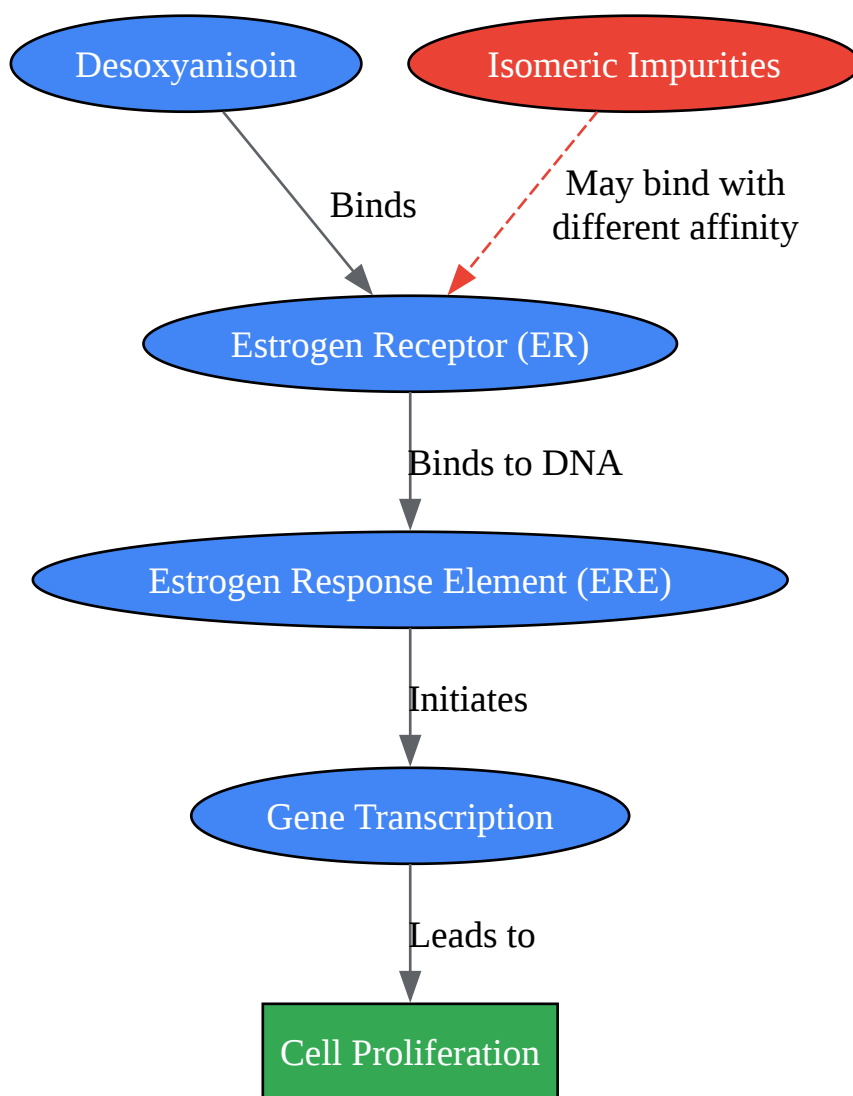 Desoxyanisoin
Isomeric Impurities
Binds
May bind with
different affinity
Estrogen Receptor (ER)
Binds to DNA
Estrogen Response Element (ERE)
Initiates
Gene Transcription
Leads to
Cell Proliferation